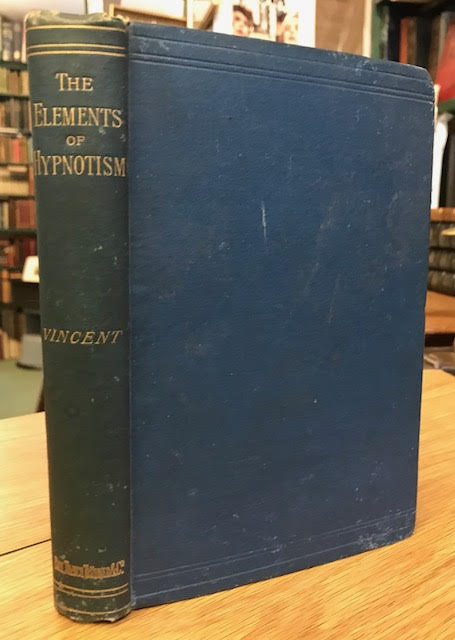 THE
ELEMENTS
OF
HYPNOTISM
VINCENT